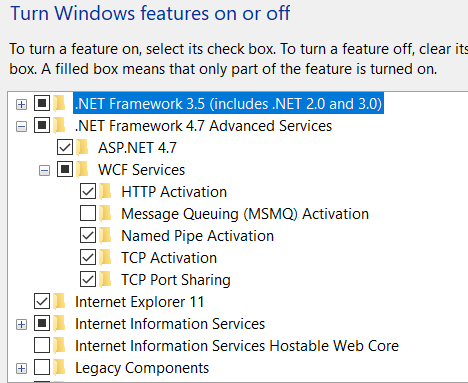 Turn Windows features on or off
To turn a feature on, select its check box. To turn a feature off, clear its
box. A filled box means that only part of the feature is turned on.
.NET Framework 3.5 (includes .NET 2.0 and 3.0)
.NET Framework 4.7 Advanced Services
ASP.NET 4.7
WCF Services
HTTP Activation
Message Queuing (MSMQ) Activation
Named Pipe Activation
TCP Activation
TCP Port Sharing
Internet Explorer 11
Internet Information Services
Internet Information Services Hostable Web Core
Legacy Components